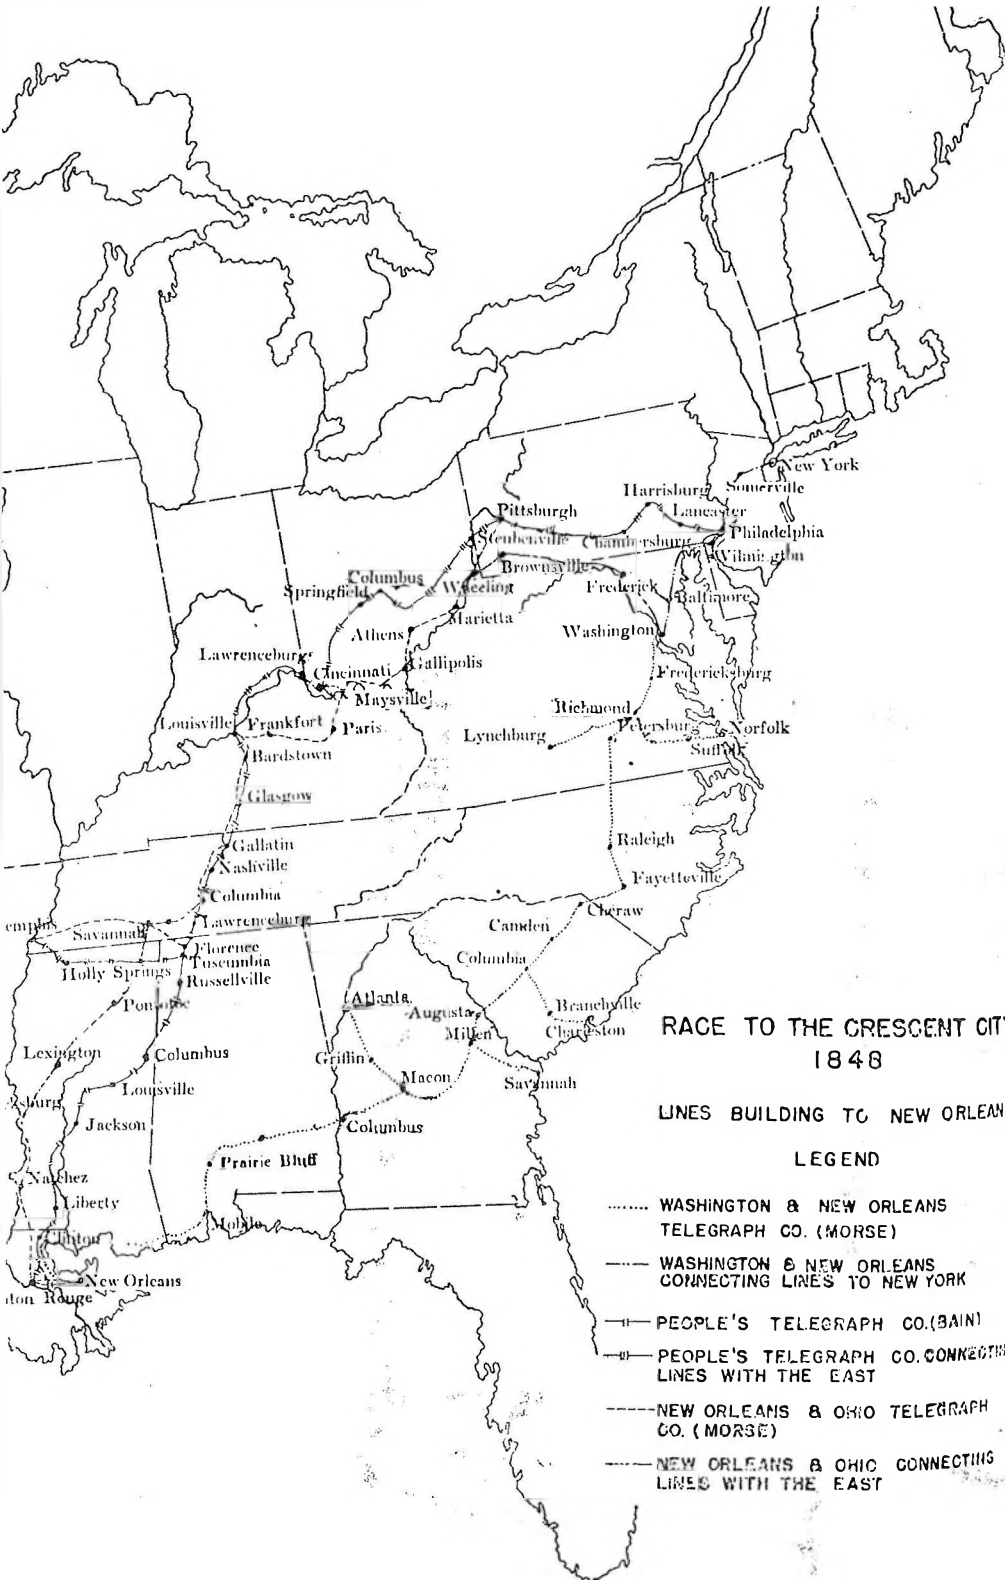 New York
Somerville
Harrisburg
Lancaster
Pittsburgh
Philadelphia
Steubenville
Chambersburg
Wilmington
Brownsville
Columbus
Wheeling
Springfield
Frederick
Baltimore
Marietta
Athens
Washington
Lawrenceburg
Cincinnati
Gallipolis
Fredericksburg
Maysville
Richmond
Louisville
Frankfort
Paris
Petersburg
Norfolk
Lynchburg
Suffolk
Bardstown
Glasgow
Gallatin
Raleigh
Nashville
Fayetteville
Columbia
Cheraw
emphis
Savannah
Lawrenceburg
Camden
Florence
Tuscumbia
Columbia
Holly Springs
Russellville
Pontotoc
Atlanta
Augusta
Branchville
Millen
Charleston
RACE TO THE CRESCENT CIT
1848
Lexington
Columbus
Griffin
Louisville
Macon
Savannah
ksburg
Jackson
Columbus
LINES BUILDING TO NEW ORLEAN
Prairie Bluff
LEGEND
Natchez
Liberty
Mobile
Clinton
New Orleans
ton Rouge
WASHINGTON & NEW ORLEANS
TELEGRAPH CO. (MORSE)
WASHINGTON & NEW ORLEANS
CONNECTING LINES TO NEW YORK
PEOPLE'S TELEGRAPH CO. (BAIN)
PEOPLE'S TELEGRAPH CO. CONNECTIN
LINES WITH THE EAST
NEW ORLEANS & OHIO TELEGRAPH
CO. (MORSE)
NEW ORLEANS & OHIO CONNECTING
LINES WITH THE EAST